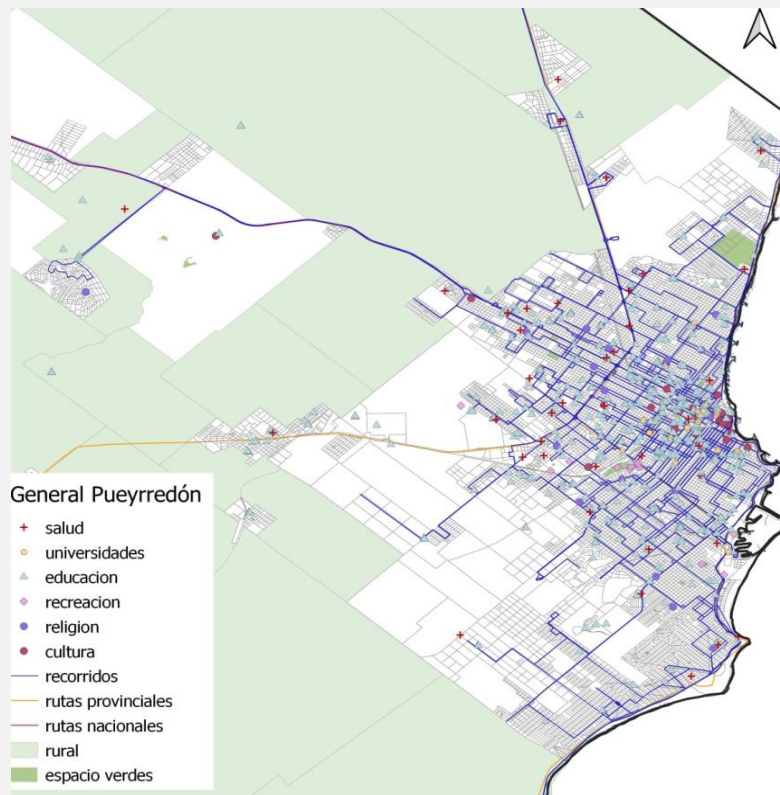 General Pueyrredón
salud
universidades
educacion
recreacion
religion
cultura
recorridos
rutas provinciales
rutas nacionales
rural
espacio verdes